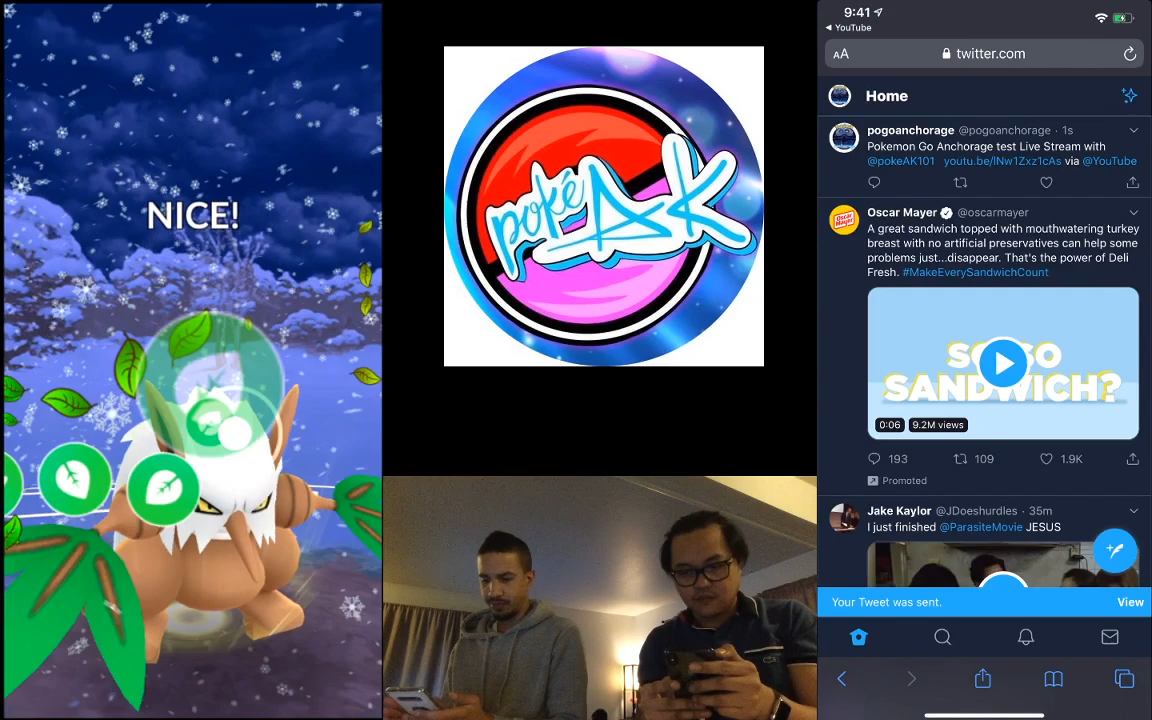 NICE!
poké AK
9:41
YouTube
AA
twitter.com
Home
pogoanchorage @pogoanchorage · 1s
Pokemon Go Anchorage test Live Stream with
@pokeAK101 youtu.be/lNw1Zxz1cAs via @YouTube
Oscar Mayer @oscarmayer
A great sandwich topped with mouthwatering turkey
breast with no artificial preservatives can help some
problems just...disappear. That's the power of Deli
Fresh. #MakeEverySandwichCount
SANDWICH?
0:06 9.2M views
193 109 1.9K
Promoted
Jake Kaylor @JDoeshurdles · 35m
I just finished @ParasiteMovie JESUS
Your Tweet was sent. View